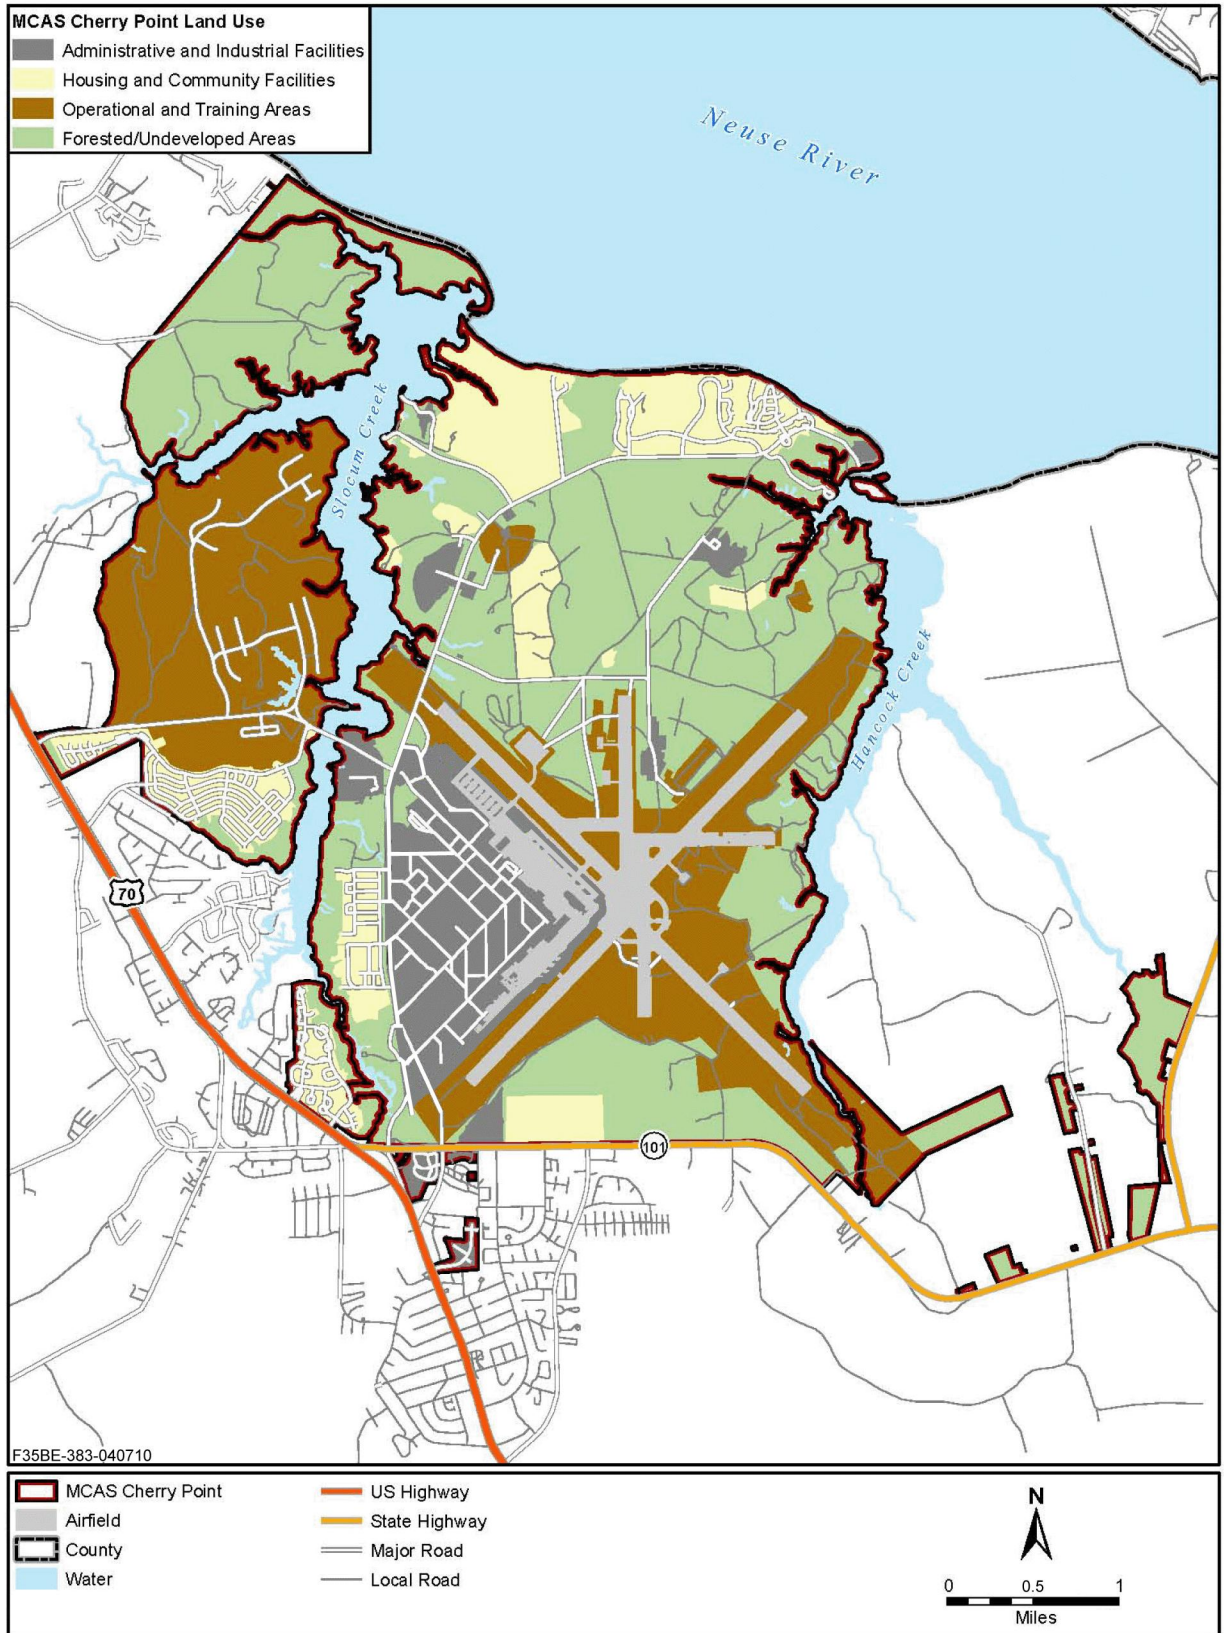 MCAS Cherry Point Land Use
Administrative and Industrial Facilities
Housing and Community Facilities
Operational and Training Areas
Forested/Undeveloped Areas
Neuse River
Slocum Creek
Hancock Creek
70
101
F35BE-383-040710
MCAS Cherry Point
Airfield
County
Water
US Highway
State Highway
Major Road
Local Road
N
0 0.5 1
Miles